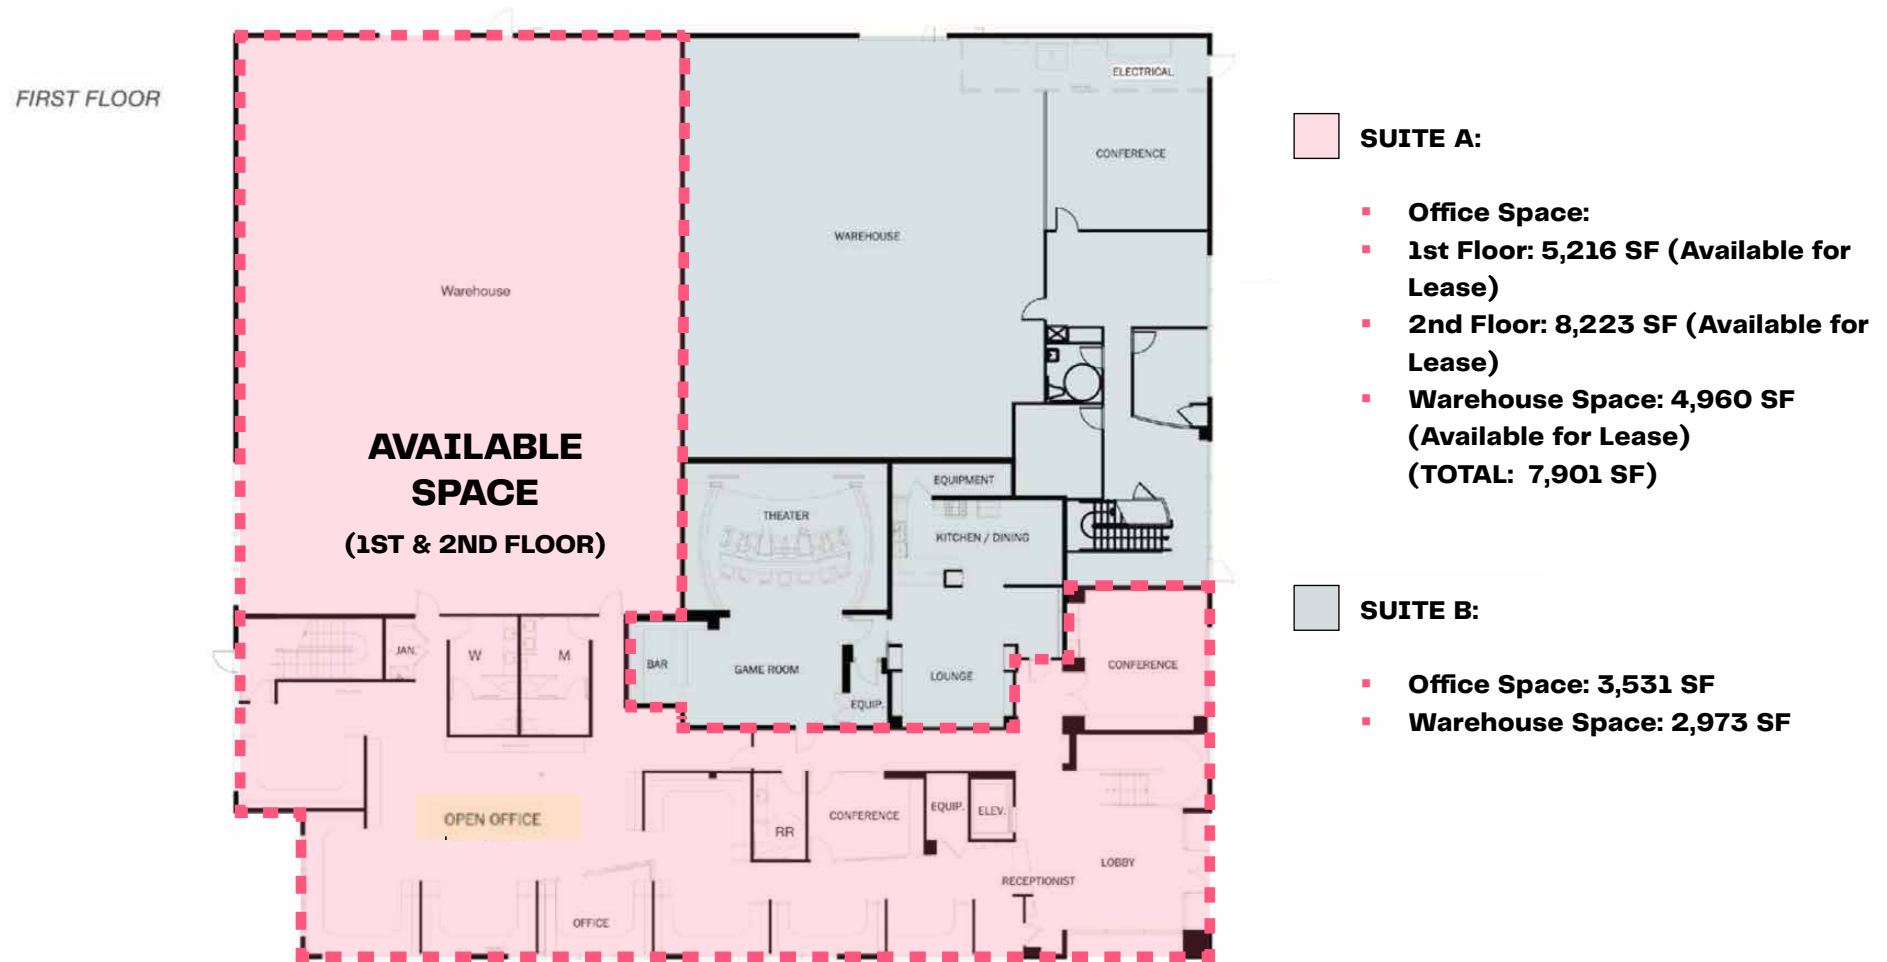 FIRST FLOOR
ELECTRICAL
CONFERENCE
WAREHOUSE
Warehouse
AVAILABLE
SPACE
(1ST & 2ND FLOOR)
EQUIPMENT
THEATER
KITCHEN / DINING
JAN.
W
M
BAR
GAME ROOM
LOUNGE
EQUIP.
CONFERENCE
OPEN OFFICE
RR
CONFERENCE
EQUIP.
ELEV.
LOBBY
RECEPTIONIST
OFFICE
SUITE A:
Office Space:
1st Floor: 5,216 SF (Available for
Lease)
2nd Floor: 8,223 SF (Available for
Lease)
Warehouse Space: 4,960 SF
(Available for Lease)
(TOTAL: 7,901 SF)
SUITE B:
Office Space: 3,531 SF
Warehouse Space: 2,973 SF